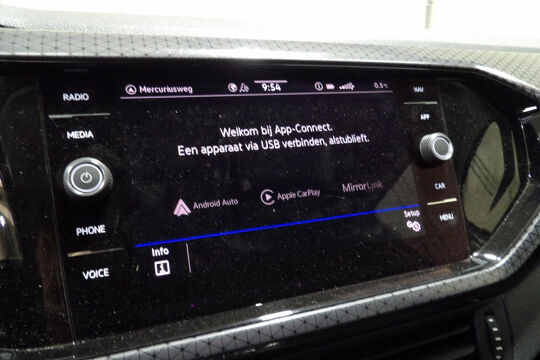 RADIO
MEDIA
PHONE
VOICE
Mercuriusweg 9:54 0.5°C
Welkom bij App-Connect.
Een apparaat via USB verbinden, alstublieft.
Android Auto Apple CarPlay MirrorLink
Setup
Info
NAV
APP
CAR
MENU